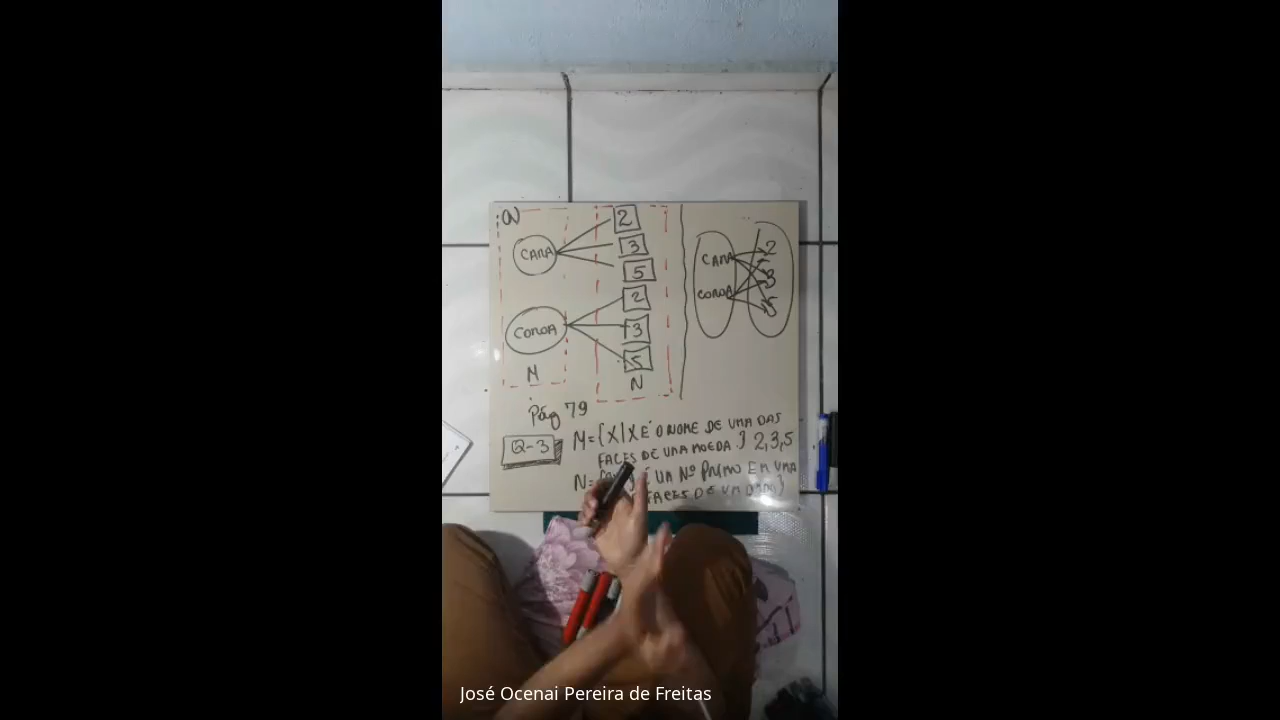 a)
CARA
2
3
5
COROA
2
3
5
M
N
CARA
COROA
2
3
5
Pág 79
Q-3
M={X/X É O NOME DE UMA DAS
FACES DE UMA MOEDA } 2,3,5
N= É UM Nº PRIMO EM UMA
FACES DE UM DADO}
José Ocenai Pereira de Freitas